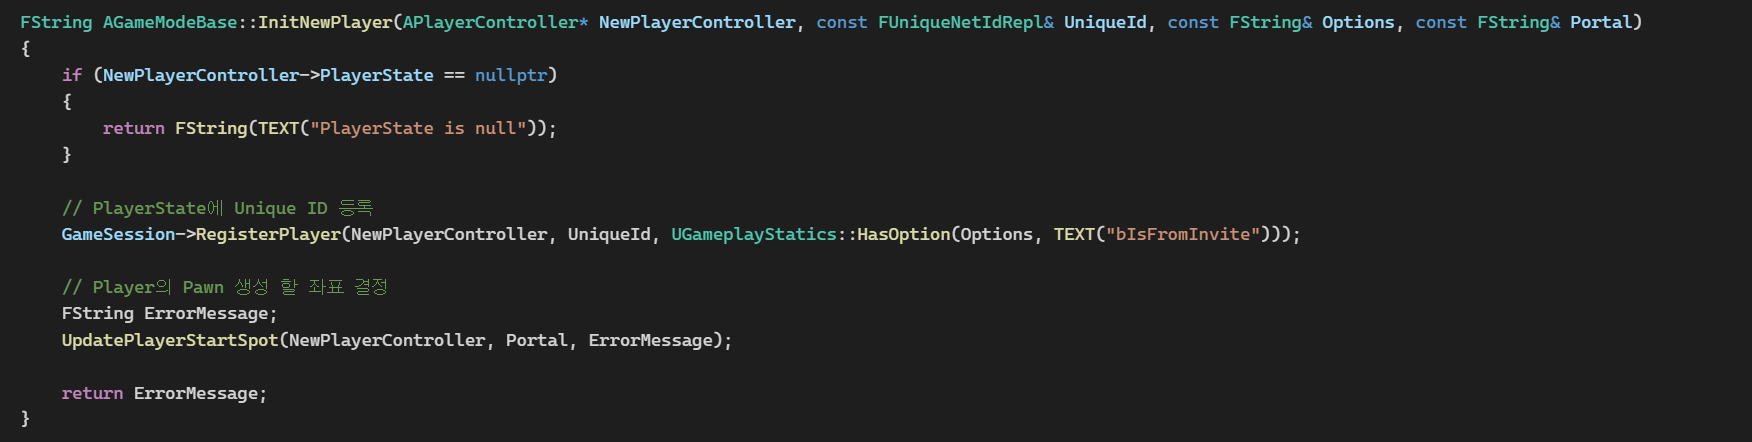 FString AGameModeBase::InitNewPlayer(APlayerController* NewPlayerController, const FUniqueNetIdRepl& UniqueId, const FString& Options, const FString& Portal)
{
    if (NewPlayerController->PlayerState == nullptr)
    {
        return FString(TEXT("PlayerState is null"));
    }

    // PlayerState에 Unique ID 등록
    GameSession->RegisterPlayer(NewPlayerController, UniqueId, UGameplayStatics::HasOption(Options, TEXT("bIsFromInvite")));

    // Player의 Pawn 생성 할 좌표 결정
    FString ErrorMessage;
    UpdatePlayerStartSpot(NewPlayerController, Portal, ErrorMessage);

    return ErrorMessage;
}